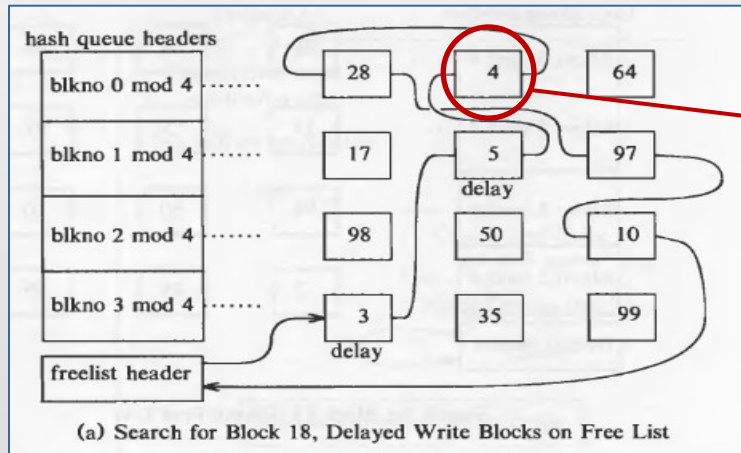 hash queue headers
blkno 0 mod 4 28 4 64
blkno 1 mod 4 17 5 97
delay
blkno 2 mod 4 98 50 10
blkno 3 mod 4 3 35 99
delay
freelist header
(a) Search for Block 18, Delayed Write Blocks on Free List